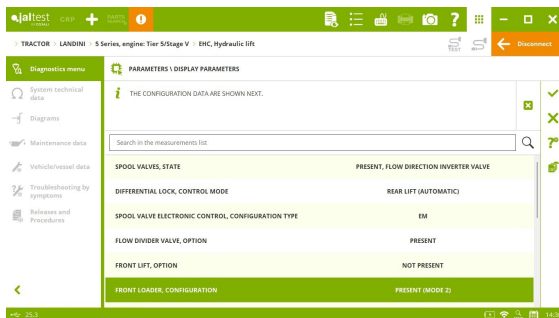 jaltest
GRP
PARTS
Disconnect
TRACTOR > LANDINI > 5 Series, engine: Tier 5/Stage V > EHC, Hydraulic lift
TEST
Diagnostics menu
System technical
data
Diagrams
Maintenance data
Vehicle/vessel data
Troubleshooting by
symptoms
Releases and
Procedures
PARAMETERS \ DISPLAY PARAMETERS
THE CONFIGURATION DATA ARE SHOWN NEXT.
Search in the measurements list
SPOOL VALVES, STATE PRESENT, FLOW DIRECTION INVERTER VALVE
DIFFERENTIAL LOCK, CONTROL MODE REAR LIFT (AUTOMATIC)
SPOOL VALVE ELECTRONIC CONTROL, CONFIGURATION TYPE EM
FLOW DIVIDER VALVE, OPTION PRESENT
FRONT LIFT, OPTION NOT PRESENT
FRONT LOADER, CONFIGURATION PRESENT (MODE 2)
25.3